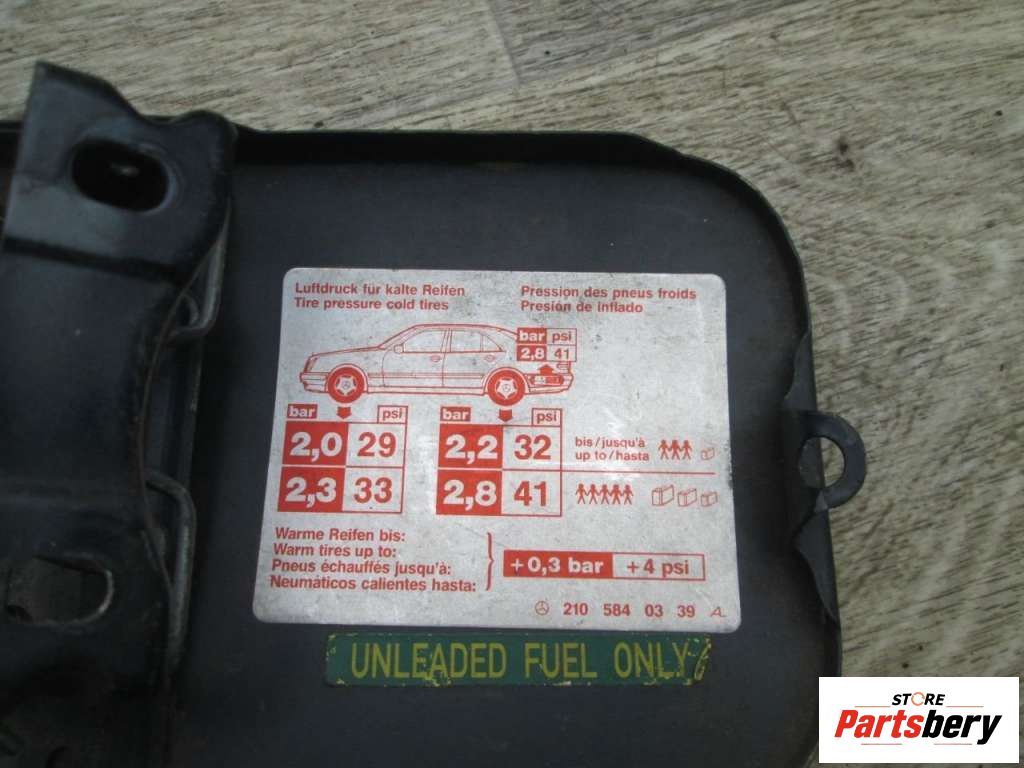 Luftdruck für kalte Reifen
Tire pressure cold tires
Pression des pneus froids
Presión de inflado
bar psi
2,8 41
bar psi
2,0 29
2,3 33
bar psi
2,2 32
2,8 41
bis/jusqu'à
up to/hasta
Warme Reifen bis:
Warm tires up to:
Pneus échauffés jusqu'à:
Neumáticos calientes hasta:
+0,3 bar +4 psi
210 584 03 39 A
UNLEADED FUEL ONLY
STORE
Partsbery